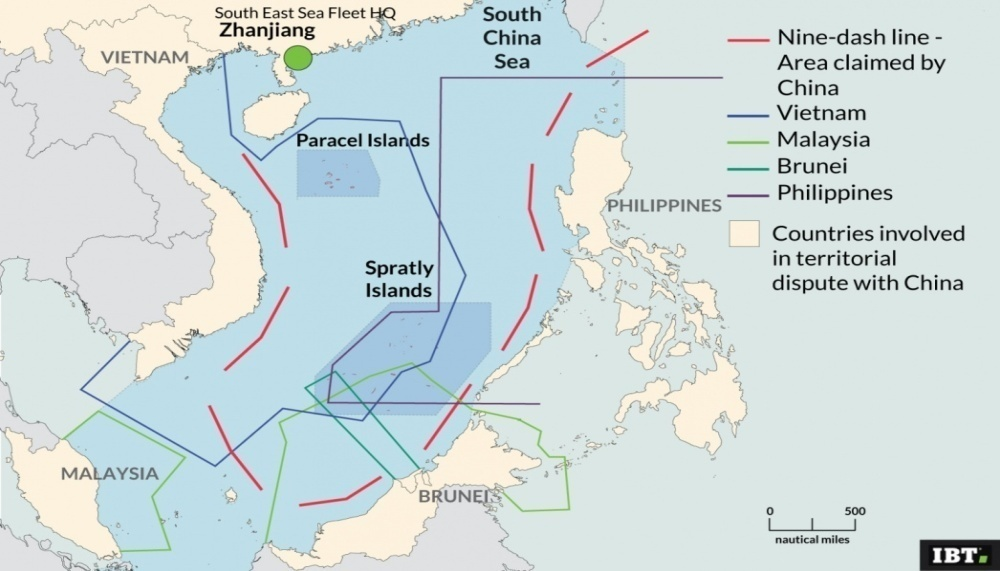 South East Sea Fleet HQ
Zhanjiang
South
China
Sea
VIETNAM
Paracel Islands
Spratly
Islands
PHILIPPINES
MALAYSIA
BRUNEI
Nine-dash line -
Area claimed by
China
Vietnam
Malaysia
Brunei
Philippines
Countries involved
in territorial
dispute with China
0 500
nautical miles
IBT.